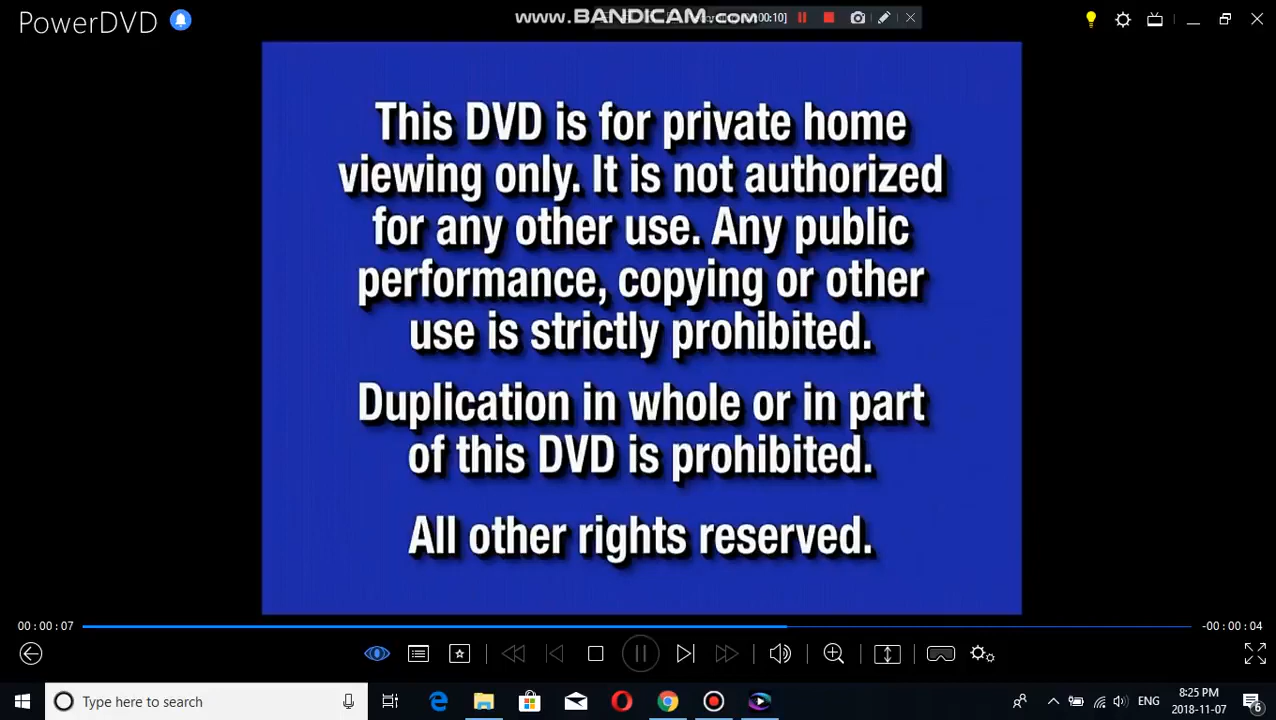 PowerDVD
www.BANDICAM.com
00:10]
This DVD is for private home
viewing only. It is not authorized
for any other use. Any public
performance, copying or other
use is strictly prohibited.
Duplication in whole or in part
of this DVD is prohibited.
All other rights reserved.
00:00:07
-00:00:04
Type here to search
ENG
8:25 PM
2018-11-07
6